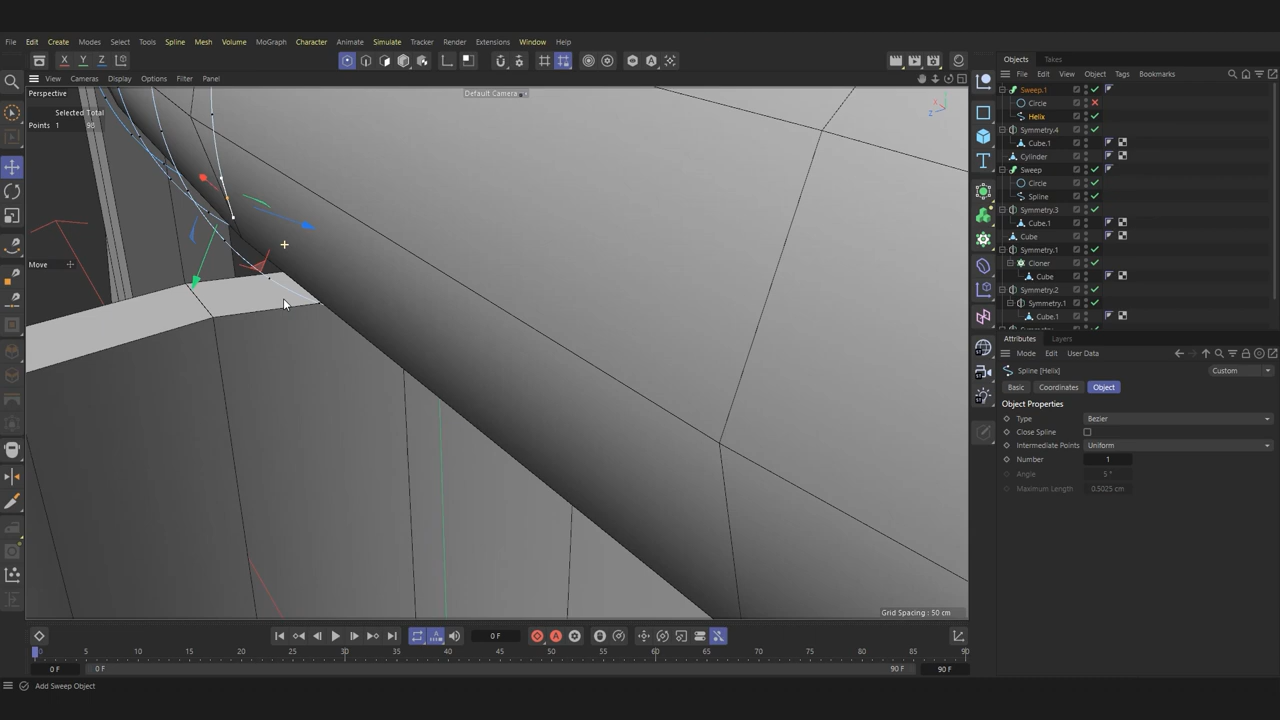 File Edit Create Modes Select Tools Spline Mesh Volume MoGraph Character Animate Simulate Tracker Render Extensions Window Help
X Y Z
View Cameras Display Options Filter Panel
Perspective
Default Camera
Selected Total
Points 1 98
X
Z
Move
Grid Spacing : 50 cm
Objects Takes
File Edit View Object Tags Bookmarks
Sweep.1
Circle
Helix
Symmetry.4
Cube.1
Cylinder
Sweep
Circle
Spline
Symmetry.3
Cube.1
Cube
Symmetry.1
Cloner
Cube
Symmetry.2
Symmetry.1
Cube.1
Attributes Layers
Mode Edit User Data
Spline [Helix] Custom
Basic Coordinates Object
Object Properties
Type Bezier
Close Spline
Intermediate Points Uniform
Number 1
Angle 5 °
Maximum Length 0.5025 cm
0 F
0 5 10 15 20 25 30 35 40 45 50 55 60 65 70 75 80 85 90
0 F 0 F 90 F 90 F
Add Sweep Object